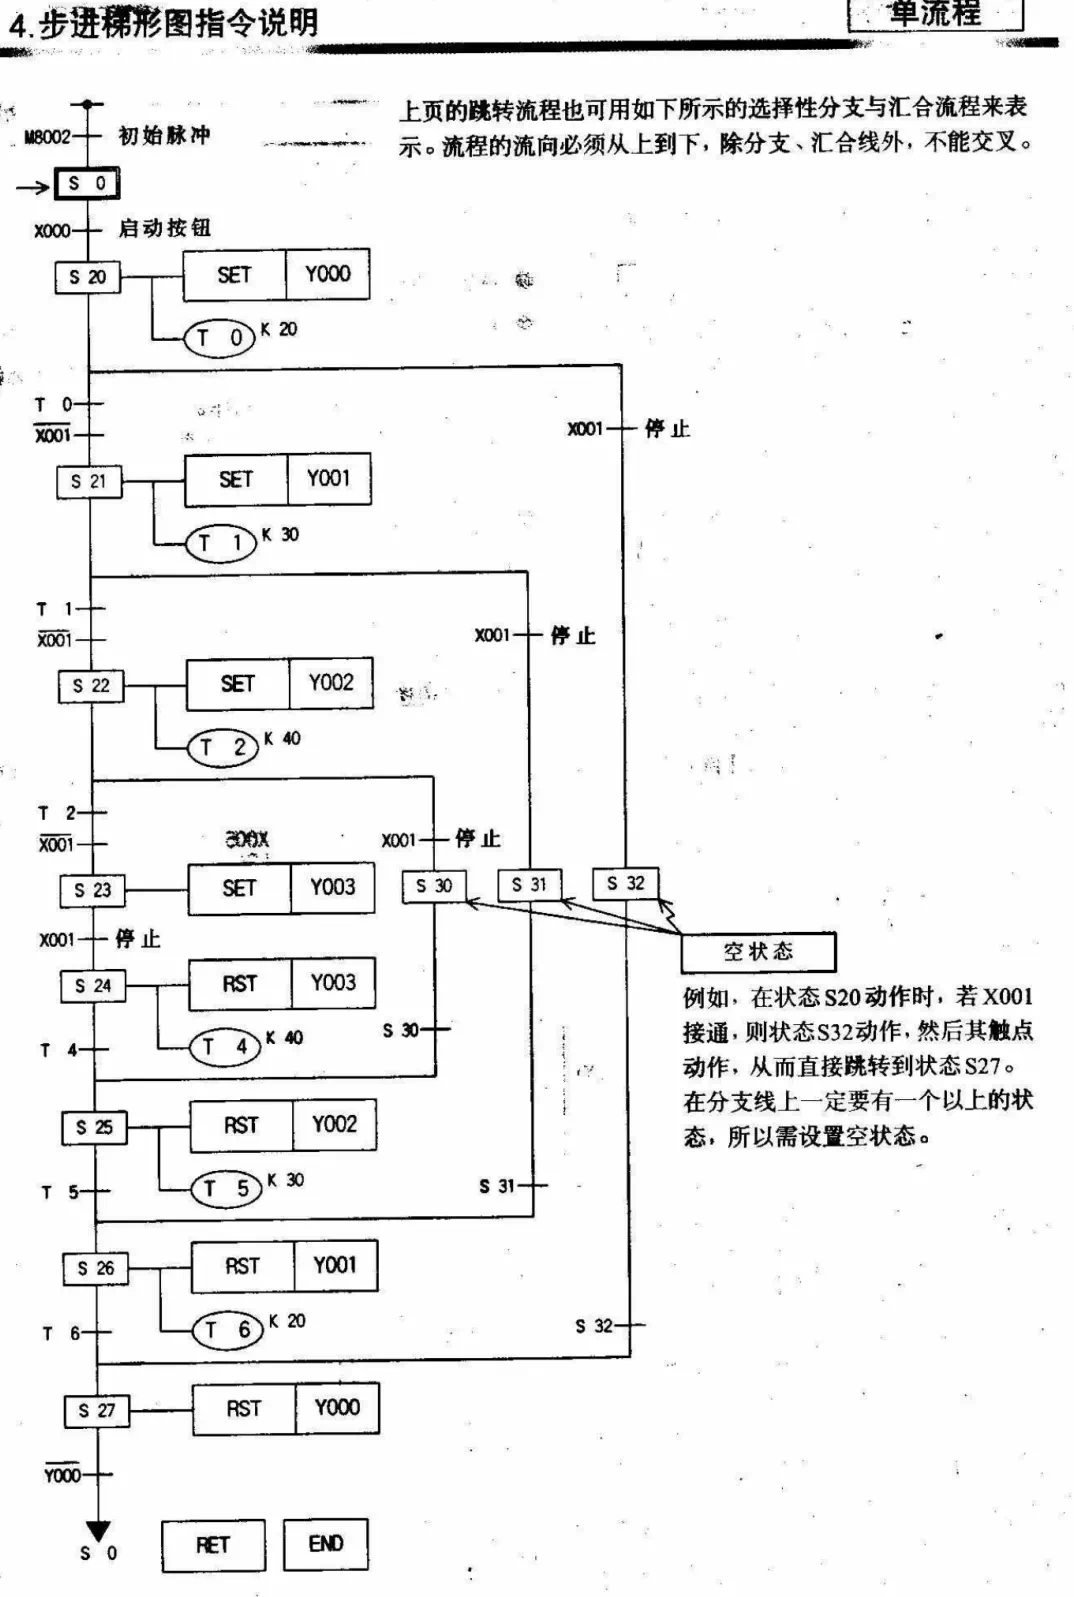 4.步进梯形图指令说明
单流程
上页的跳转流程也可用如下所示的选择性分支与汇合流程来表
示。流程的流向必须从上到下，除分支、汇合线外，不能交叉。
M8002 初始脉冲
S 0
X000 启动按钮
S 20 SET Y000
T 0 K 20
T 0
X001 X001 停止
S 21 SET Y001
T 1 K 30
T 1
X001 X001 停止
S 22 SET Y002
T 2 K 40
T 2
X001 X001 停止
S 23 SET Y003 S 30 S 31 S 32
X001 停止
空状态
S 24 RST Y003
T 4 K 40 S 30
T 4
例如，在状态S20动作时，若X001
接通，则状态S32动作，然后其触点
动作，从而直接跳转到状态S27。
在分支线上一定要有一个以上的状
态，所以需设置空状态。
S 25 RST Y002
T 5 K 30 S 31
T 5
S 26 RST Y001
T 6 K 20 S 32
T 6
S 27 RST Y000
Y000
S 0 RET END